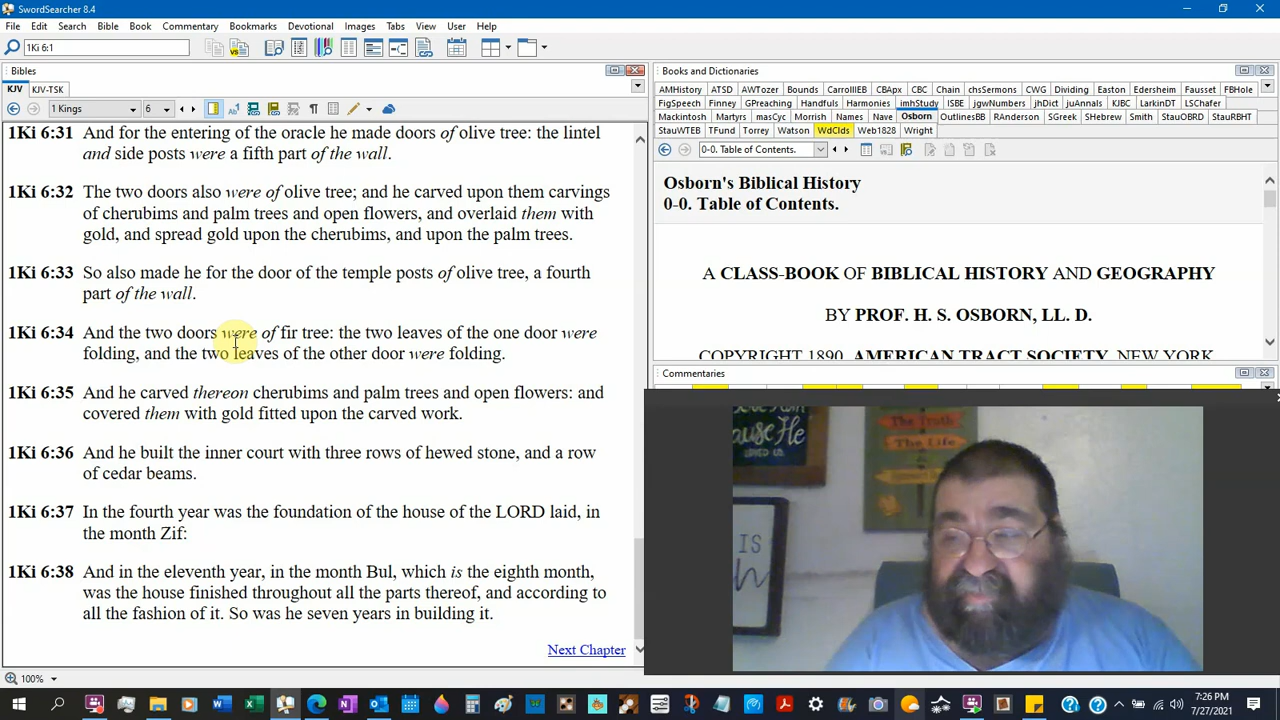 SwordSearcher 8.4
File Edit Search Bible Book Commentary Bookmarks Devotional Images Tabs View User Help
1Ki 6:1
Bibles
KJV KJV-TSK
1 Kings 6
1Ki 6:31 And for the entering of the oracle he made doors of olive tree: the lintel
and side posts were a fifth part of the wall.
1Ki 6:32 The two doors also were of olive tree; and he carved upon them carvings
of cherubims and palm trees and open flowers, and overlaid them with
gold, and spread gold upon the cherubims, and upon the palm trees.
1Ki 6:33 So also made he for the door of the temple posts of olive tree, a fourth
part of the wall.
1Ki 6:34 And the two doors were of fir tree: the two leaves of the one door were
folding, and the two leaves of the other door were folding.
1Ki 6:35 And he carved thereon cherubims and palm trees and open flowers: and
covered them with gold fitted upon the carved work.
1Ki 6:36 And he built the inner court with three rows of hewed stone, and a row
of cedar beams.
1Ki 6:37 In the fourth year was the foundation of the house of the LORD laid, in
the month Zif:
1Ki 6:38 And in the eleventh year, in the month Bul, which is the eighth month,
was the house finished throughout all the parts thereof, and according to
all the fashion of it. So was he seven years in building it.
Next Chapter
100%
Books and Dictionaries
AMHistory ATSD AWTozer Bounds CarrollIEB CBApx CBC Chain chsSermons CWG Dividing Easton Edersheim Fausset FBHole
FigSpeech Finney GPreaching Handfuls Harmonies imhStudy ISBE jgwNumbers jhDict juAnnals KJBC LarkinDT LSChafer
Mackintosh Martyrs masCyc Morrish Names Nave Osborn OutlinesBB RAnderson SGreek SHebrew Smith StauOBRD StauRBHT
StauWTEB TFund Torrey Watson WdClds Web1828 Wright
0-0. Table of Contents.
Osborn's Biblical History
0-0. Table of Contents.
A CLASS-BOOK OF BIBLICAL HISTORY AND GEOGRAPHY
BY PROF. H. S. OSBORN, LL. D.
COPYRIGHT 1890, AMERICAN TRACT SOCIETY, NEW YORK
Commentaries
Cause He
LOVED US
The Truth
The Life
IS
7:26 PM
7/27/2021